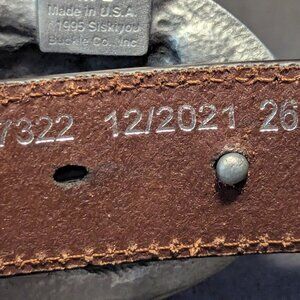 Made in U.S.A.
1995 Siskiyou
Buckle Co., Inc
7322 12/2021 26